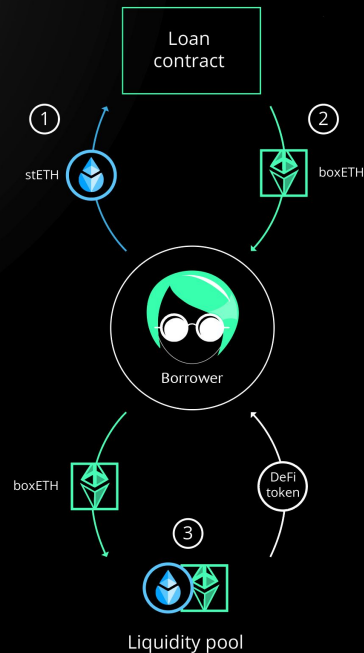 Loan
contract
1
2
stETH
boxETH
Borrower
boxETH
DeFi
token
3
Liquidity pool